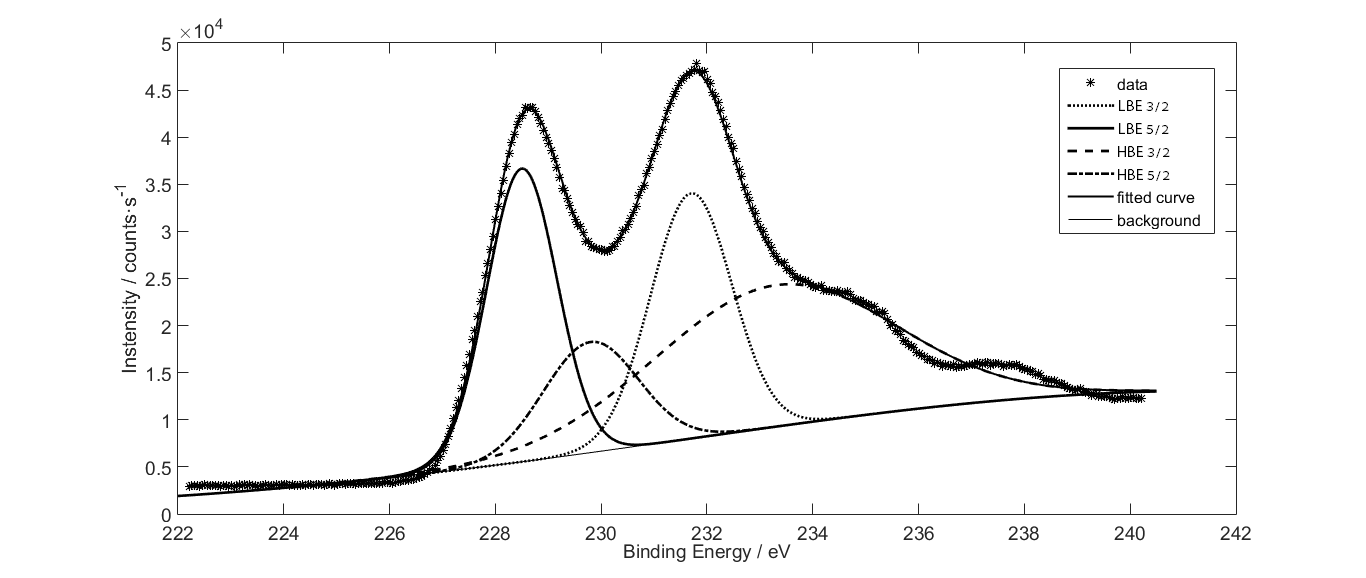 ×10⁴
5
4.5
4
3.5
3
2.5
2
1.5
1
0.5
0
Instensity / counts·s⁻¹
data
LBE 3/2
LBE 5/2
HBE 3/2
HBE 5/2
fitted curve
background
222 224 226 228 230 232 234 236 238 240 242
Binding Energy / eV